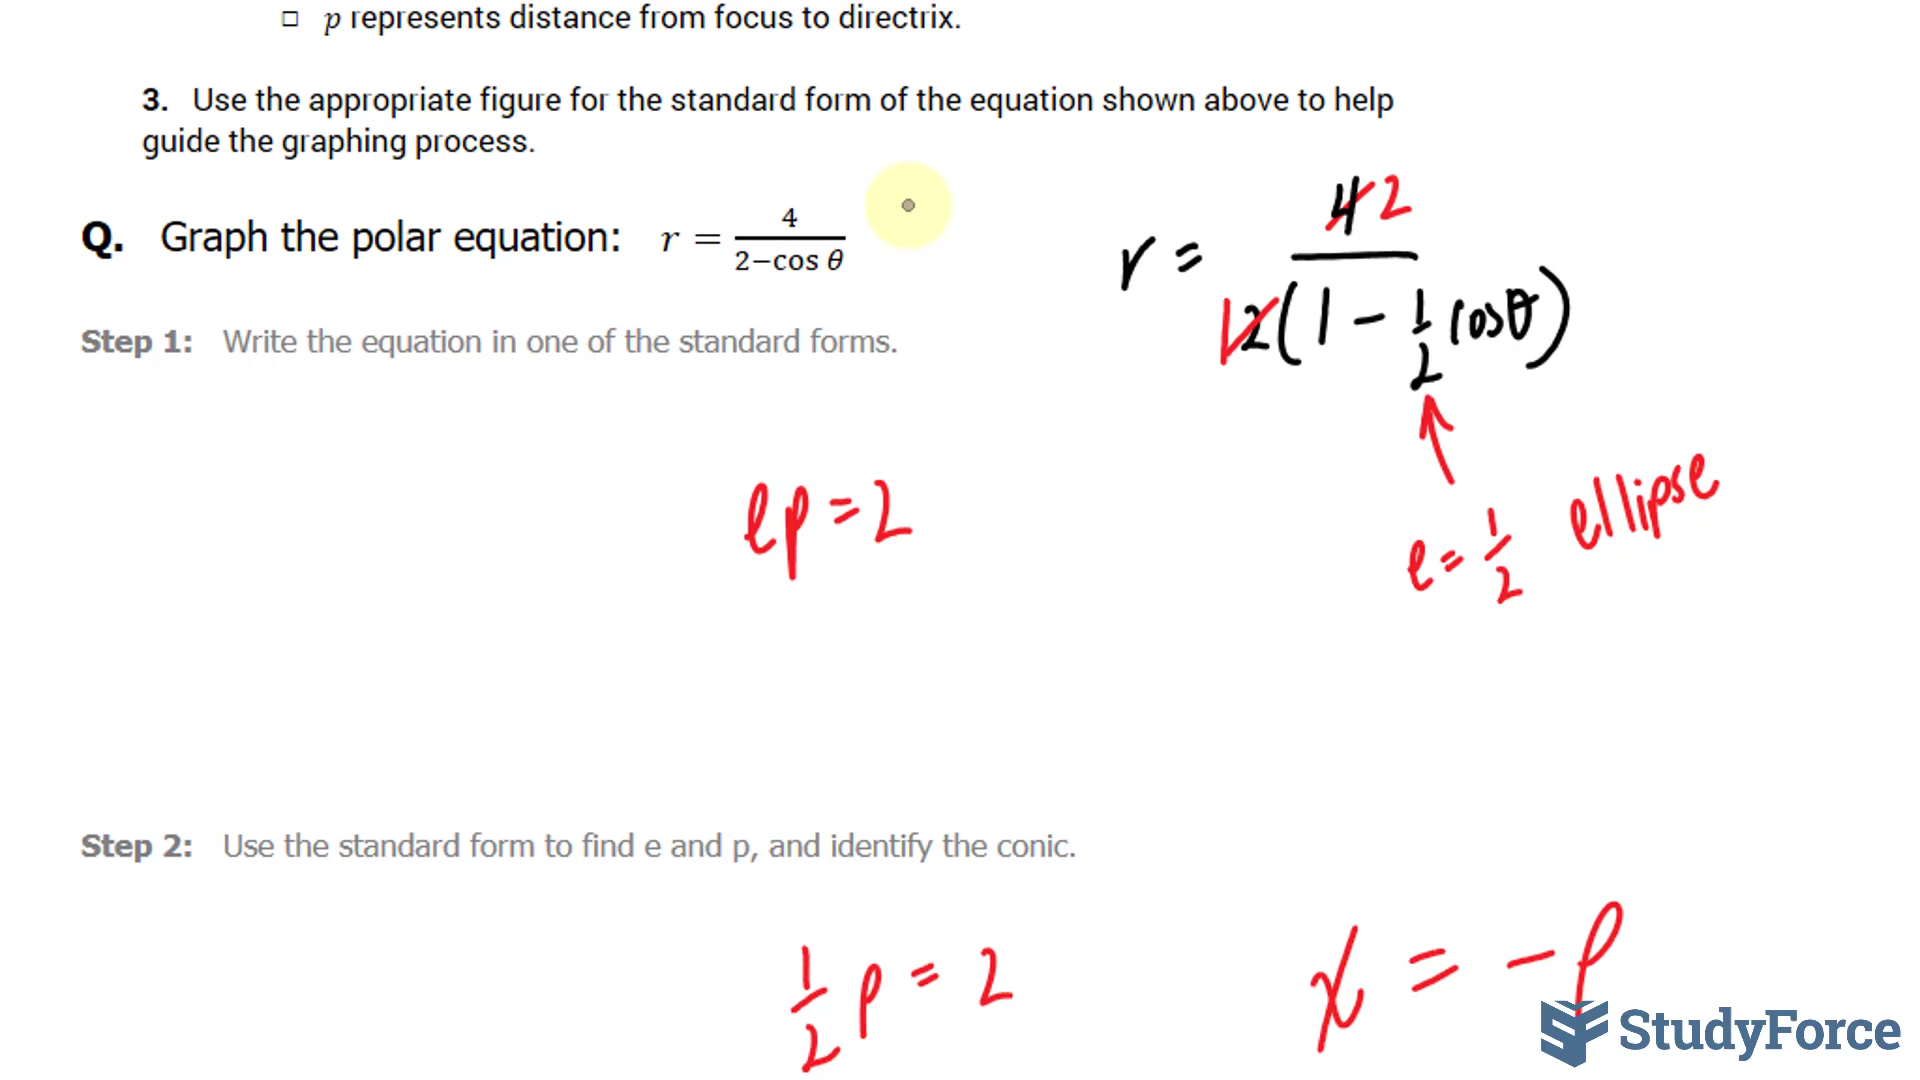 □ p represents distance from focus to directrix.
3. Use the appropriate figure for the standard form of the equation shown above to help
guide the graphing process.
Q. Graph the polar equation: r = 4/(2−cos θ)
r = 4 2
12(1 − 1/2 cosθ)
Step 1: Write the equation in one of the standard forms.
ep = 2
e = 1/2 ellipse
Step 2: Use the standard form to find e and p, and identify the conic.
1/2 p = 2
x = −p
StudyForce